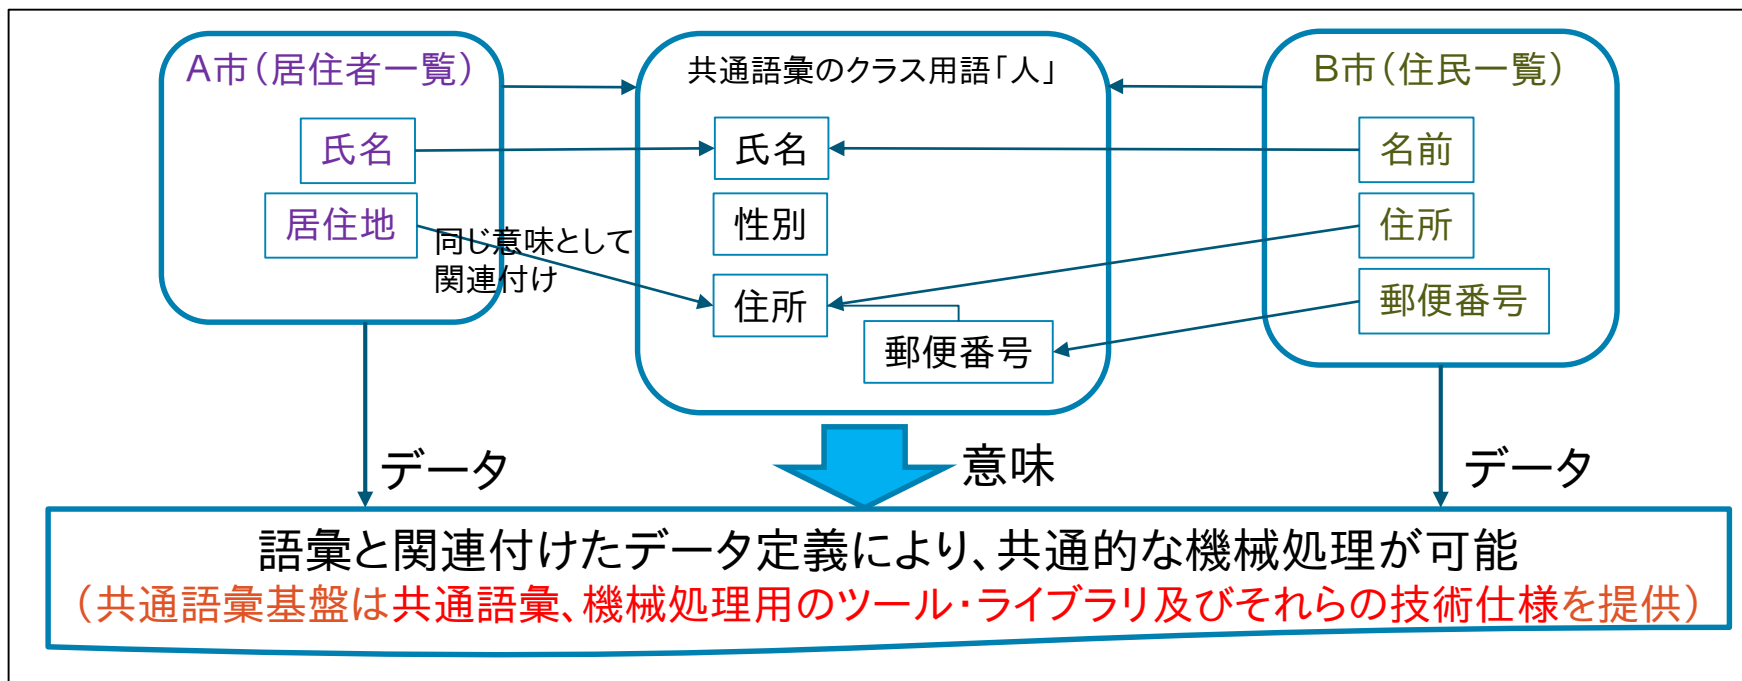 A市（居住者一覧）
氏名
居住地
同じ意味として
関連付け
共通語彙のクラス用語「人」
氏名
性別
住所
郵便番号
B市（住民一覧）
名前
住所
郵便番号
データ
意味
データ
語彙と関連付けたデータ定義により、共通的な機械処理が可能
（共通語彙基盤は共通語彙、機械処理用のツール・ライブラリ及びそれらの技術仕様を提供）